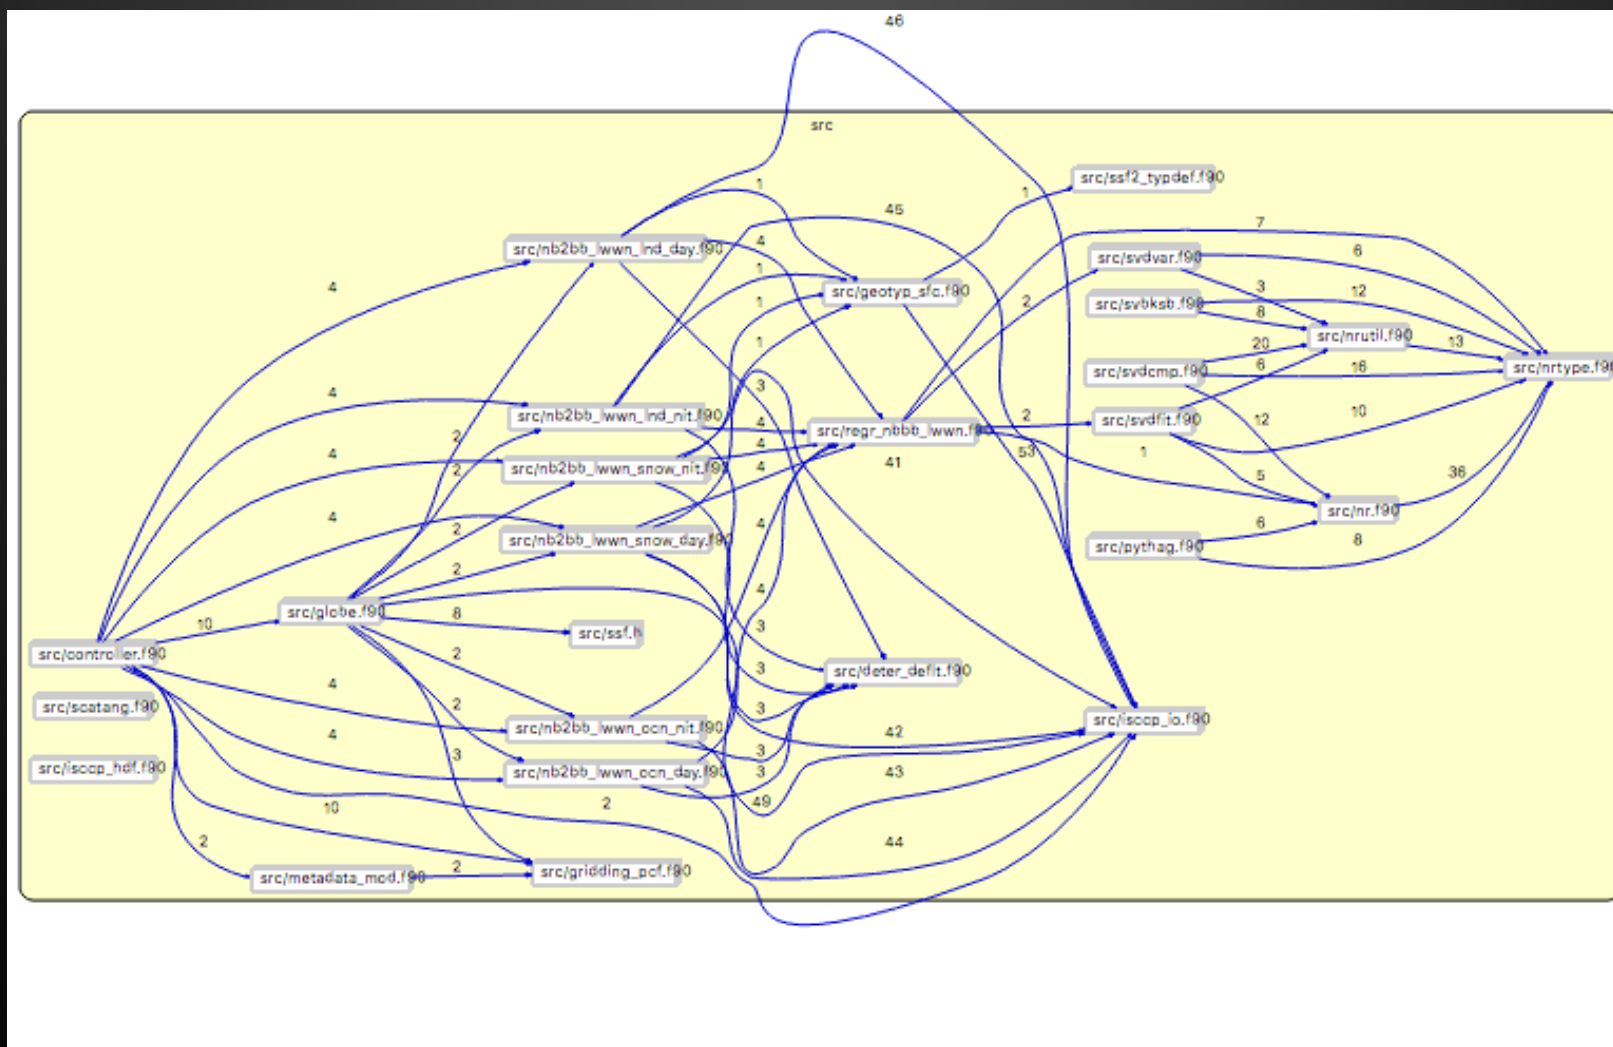 46
src
src/ssf2_typdef.f90
1
1
45
7
src/nb2bb_lwwn_lnd_day.f90
4
6
src/svdvar.f90
1
4
3
12
src/geotyp_sfc.f90
1
2
src/svbksb.f90
8
src/nrutil.f90
1
20
13
6
16
src/nrtype.f90
src/svdcmp.f90
3
4
10
src/nb2bb_lwwn_lnd_nit.f90
4
2
12
src/svdfit.f90
src/regr_nbbb_lwwn.f90
2
4
53
1
4
41
2
4
5
36
src/nb2bb_lwwn_snow_nit.f90
src/nr.f90
4
2
4
6
src/nb2bb_lwwn_snow_day.f90
8
src/pythag.f90
2
4
src/globe.f90
8
10
3
src/ssf.h
src/controller.f90
2
3
src/deter_defit.f90
4
2
3
src/scatang.f90
src/isccp_io.f90
src/nb2bb_lwwn_ocn_nit.f90
4
42
3
3
src/isccp_hdf.f90
src/nb2bb_lwwn_ocn_day.f90
3
43
10
2
49
2
44
2
src/metadata_mod.f90
src/gridding_pcf.f90